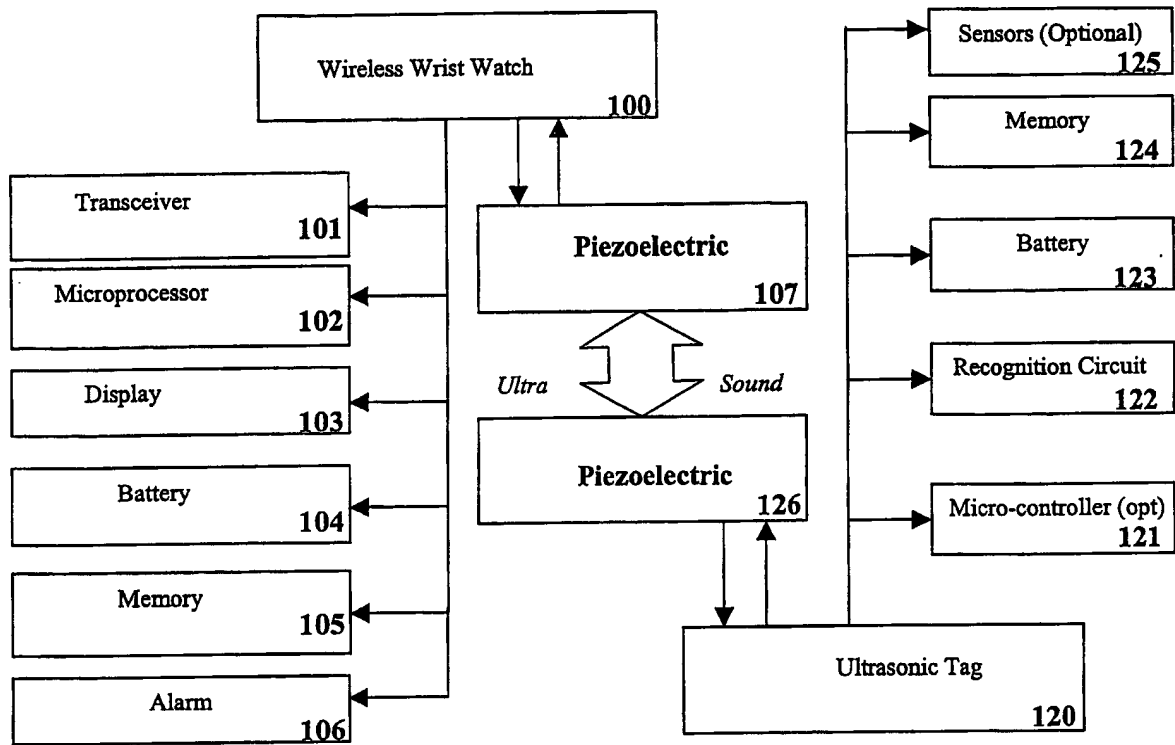 Wireless Wrist Watch
100
Transceiver
101
Microprocessor
102
Display
103
Battery
104
Memory
105
Alarm
106
Piezoelectric
107
Ultra Sound
Piezoelectric
126
Sensors (Optional)
125
Memory
124
Battery
123
Recognition Circuit
122
Micro-controller (opt)
121
Ultrasonic Tag
120